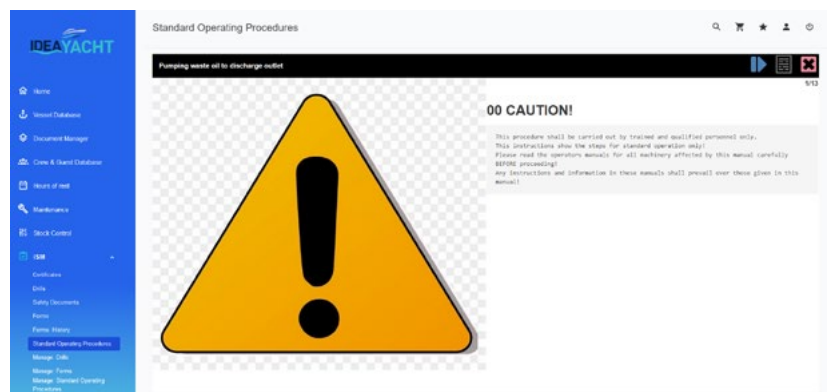 IDEAYACHT
Standard Operating Procedures
Pumping waste oil to discharge outlet
1/13
Home
Vessel Database
Document Manager
Crew & Guest Database
Hours of rest
Maintenance
Stock Control
ISM
Certificates
Drills
Safety Documents
Forms
Forms History
Standard Operating Procedures
Manage: Drills
Manage: Forms
Manage: Standard Operating
Procedures
00 CAUTION!
This procedure shall be carried out by trained and qualified personnel only.
This instructions show the steps for standard operation only!
Please read the operators manuals for all machinery affected by this manual carefully
BEFORE proceeding!
Any instructions and information in these manuals shall prevail over those given in this
manual!